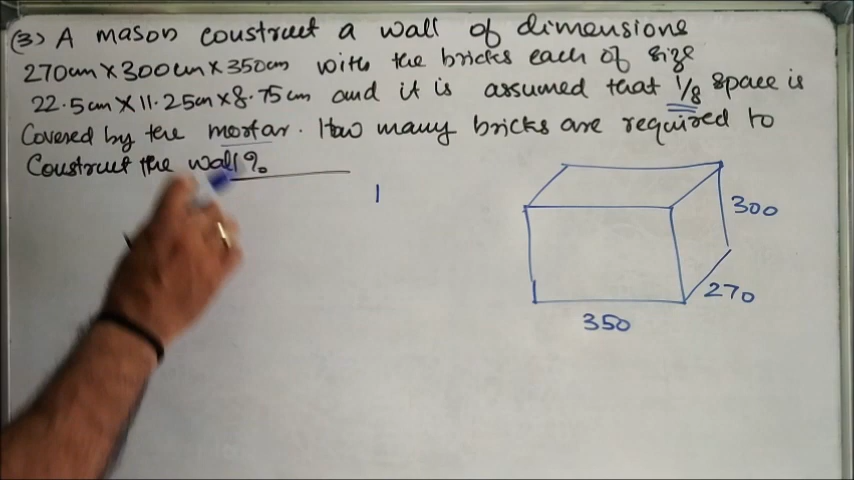 (3) A mason construct a wall of dimensions
270cm X 300cm X 350cm with the bricks each of size
22.5cm X 11.25cm X 8.75cm and it is assumed that 1/8 space is
Covered by the mortar. How many bricks are required to
Construct the wall?
1
300
270
350